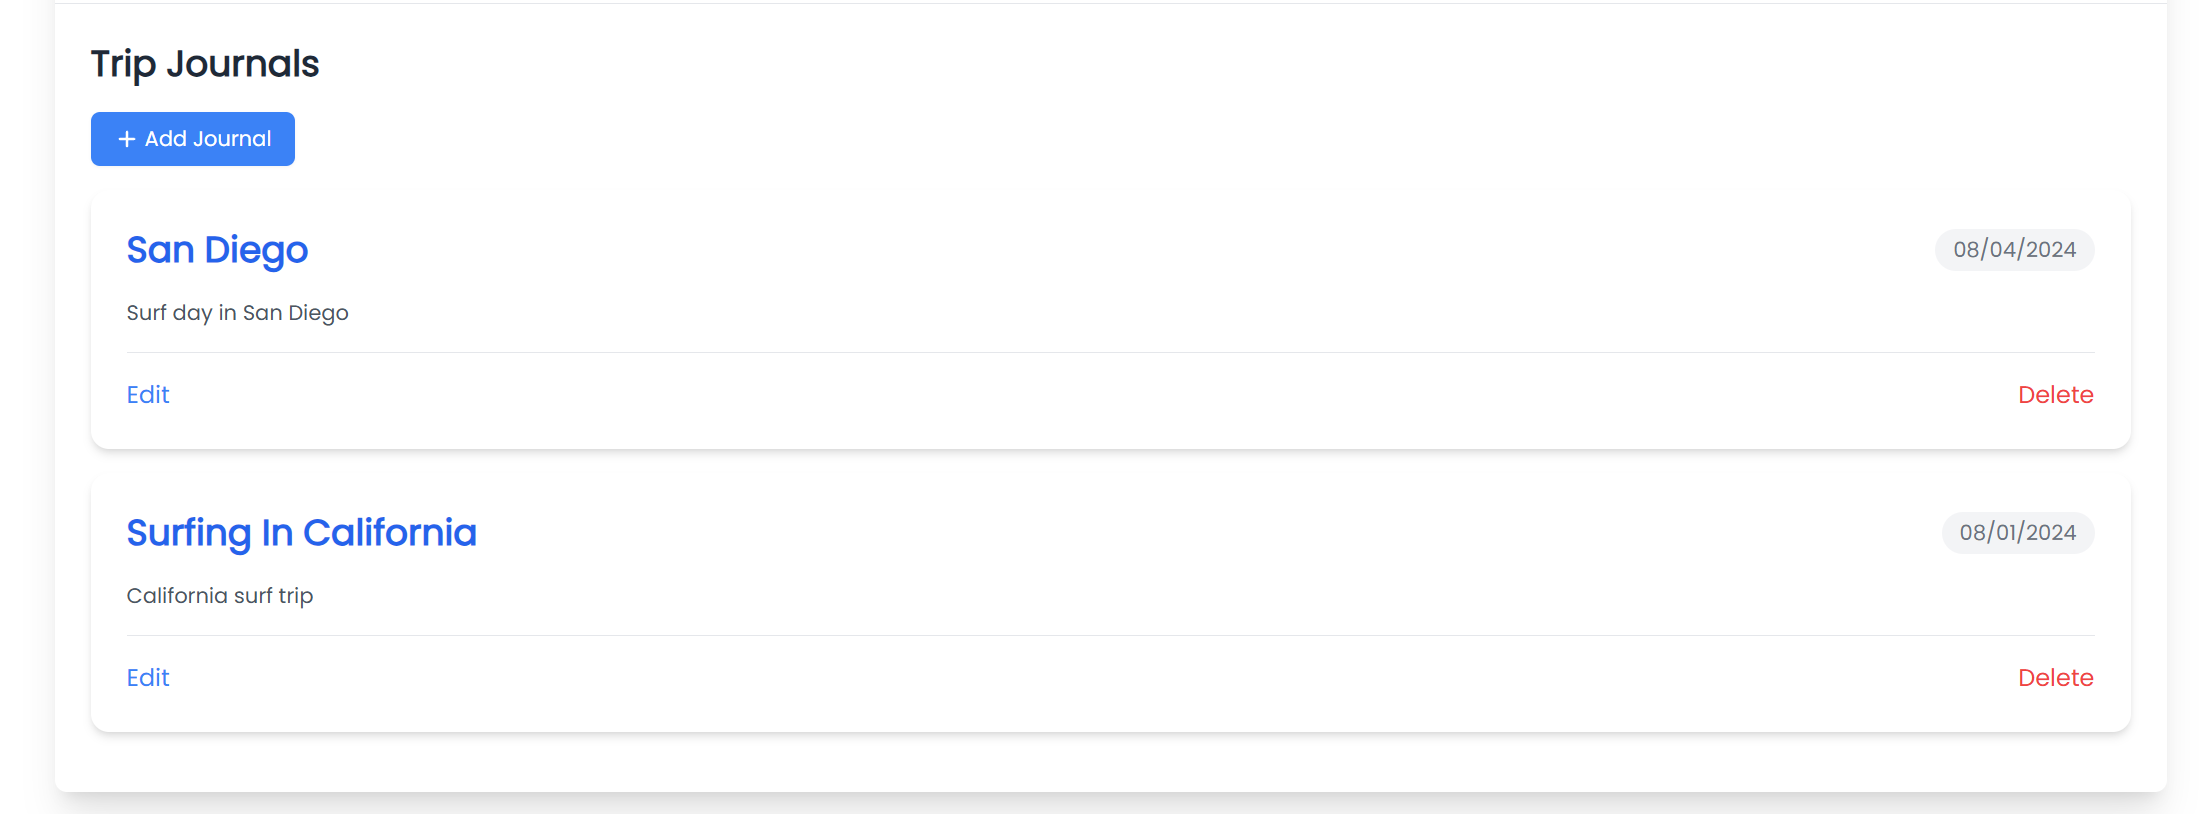 Trip Journals
+ Add Journal
San Diego
08/04/2024
Surf day in San Diego
Edit
Delete
Surfing In California
08/01/2024
California surf trip
Edit
Delete